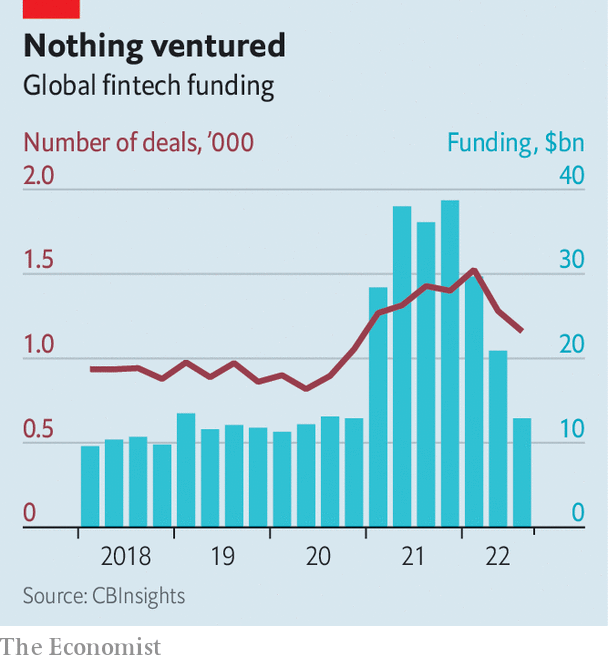 Nothing ventured
Global fintech funding
Number of deals, ’000 Funding, $bn
2.0 40
1.5 30
1.0 20
0.5 10
0 0
2018 19 20 21 22
Source: CBInsights
The Economist